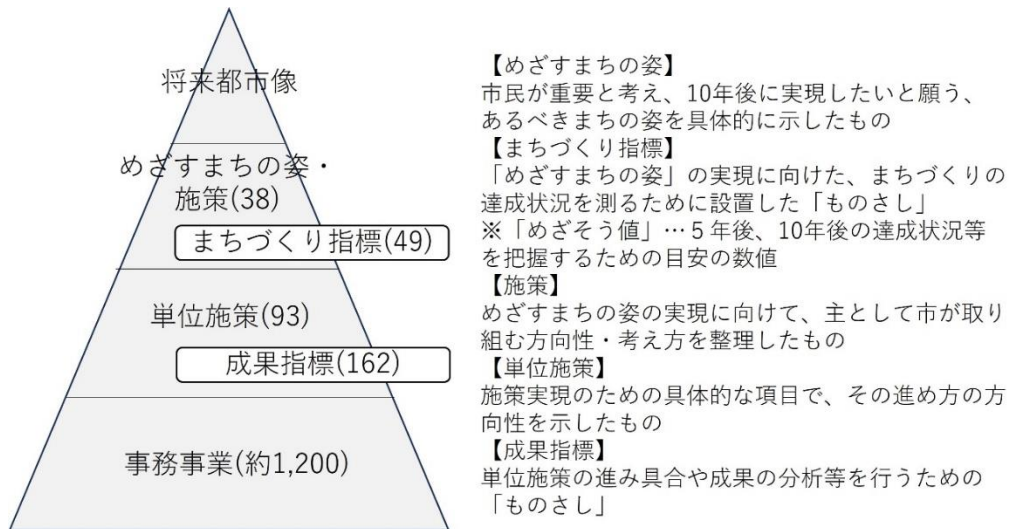 将来都市像
めざすまちの姿・
施策(38)
まちづくり指標(49)
単位施策(93)
成果指標(162)
事務事業(約1,200)
【めざすまちの姿】
市民が重要と考え、10年後に実現したいと願う、
あるべきまちの姿を具体的に示したもの
【まちづくり指標】
「めざすまちの姿」の実現に向けた、まちづくりの
達成状況を測るために設置した「ものさし」
※「めざそう値」…５年後、10年後の達成状況等
を把握するための目安の数値
【施策】
めざすまちの姿の実現に向けて、主として市が取り
組む方向性・考え方を整理したもの
【単位施策】
施策実現のための具体的な項目で、その進め方の方
向性を示したもの
【成果指標】
単位施策の進み具合や成果の分析等を行うための
「ものさし」